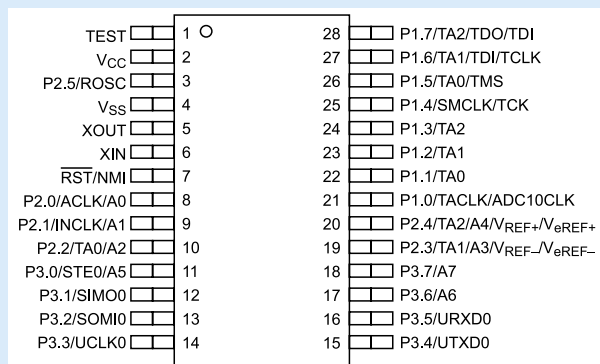 TEST 1 28 P1.7/TA2/TDO/TDI
VCC 2 27 P1.6/TA1/TDI/TCLK
P2.5/ROSC 3 26 P1.5/TA0/TMS
VSS 4 25 P1.4/SMCLK/TCK
XOUT 5 24 P1.3/TA2
XIN 6 23 P1.2/TA1
RST/NMI 7 22 P1.1/TA0
P2.0/ACLK/A0 8 21 P1.0/TACLK/ADC10CLK
P2.1/INCLK/A1 9 20 P2.4/TA2/A4/VREF+/VeREF+
P2.2/TA0/A2 10 19 P2.3/TA1/A3/VREF–/VeREF–
P3.0/STE0/A5 11 18 P3.7/A7
P3.1/SIMO0 12 17 P3.6/A6
P3.2/SOMI0 13 16 P3.5/URXD0
P3.3/UCLK0 14 15 P3.4/UTXD0